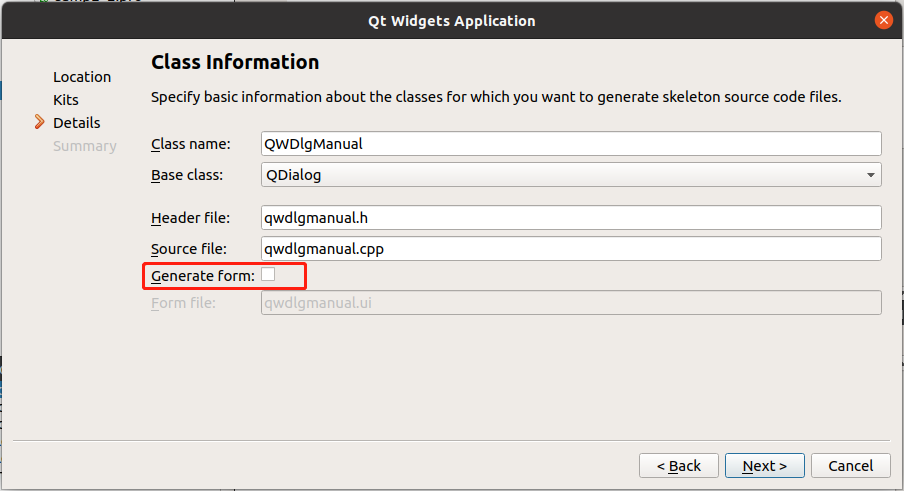 Qt Widgets Application
Location
Kits
Details
Summary
Class Information
Specify basic information about the classes for which you want to generate skeleton source code files.
Class name: QWDlgManual
Base class: QDialog
Header file: qwdlgmanual.h
Source file: qwdlgmanual.cpp
Generate form:
Form file: qwdlgmanual.ui
< Back Next > Cancel